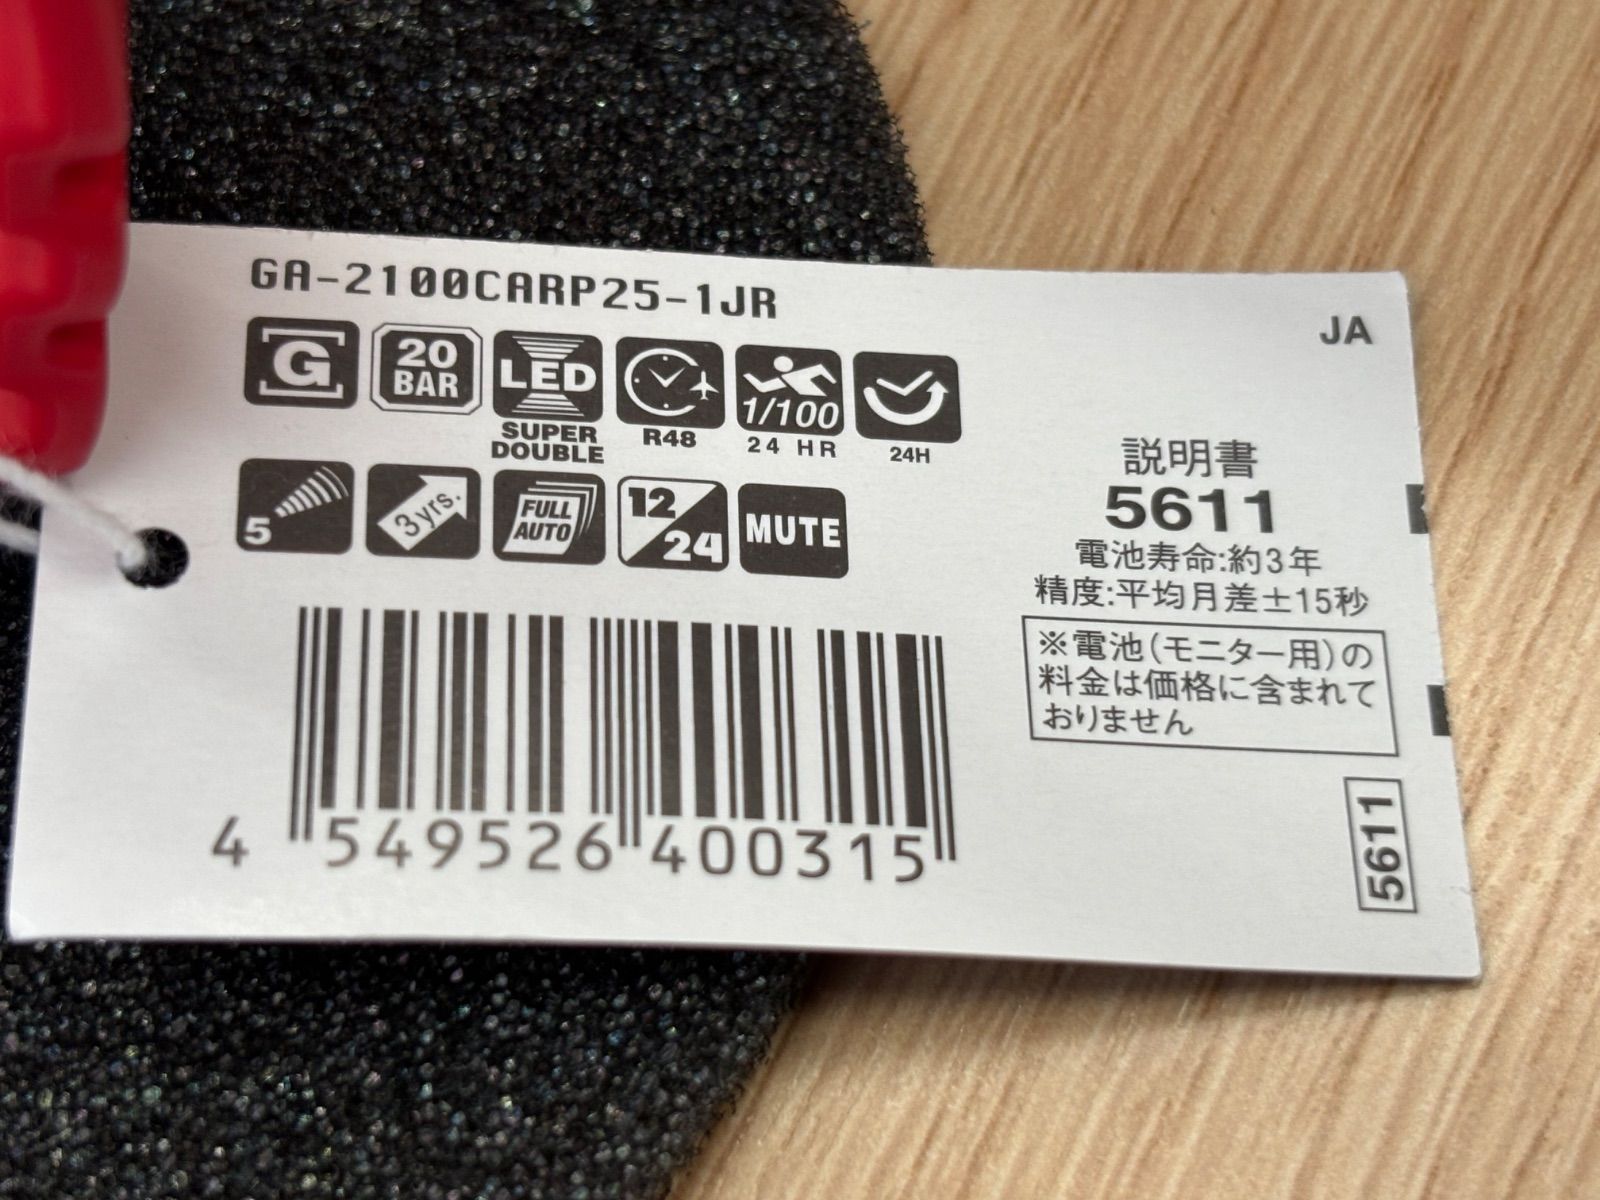 GA-2100CARP25-1JR
JA
G
20
BAR
LED
SUPER
DOUBLE
R48
1/100
24 HR
24H
5
3 yrs.
FULL
AUTO
12
24
MUTE
説明書
5611
電池寿命:約3年
精度:平均月差±15秒
※電池(モニター用)の
料金は価格に含まれて
おりません
4 549526 400315
5611